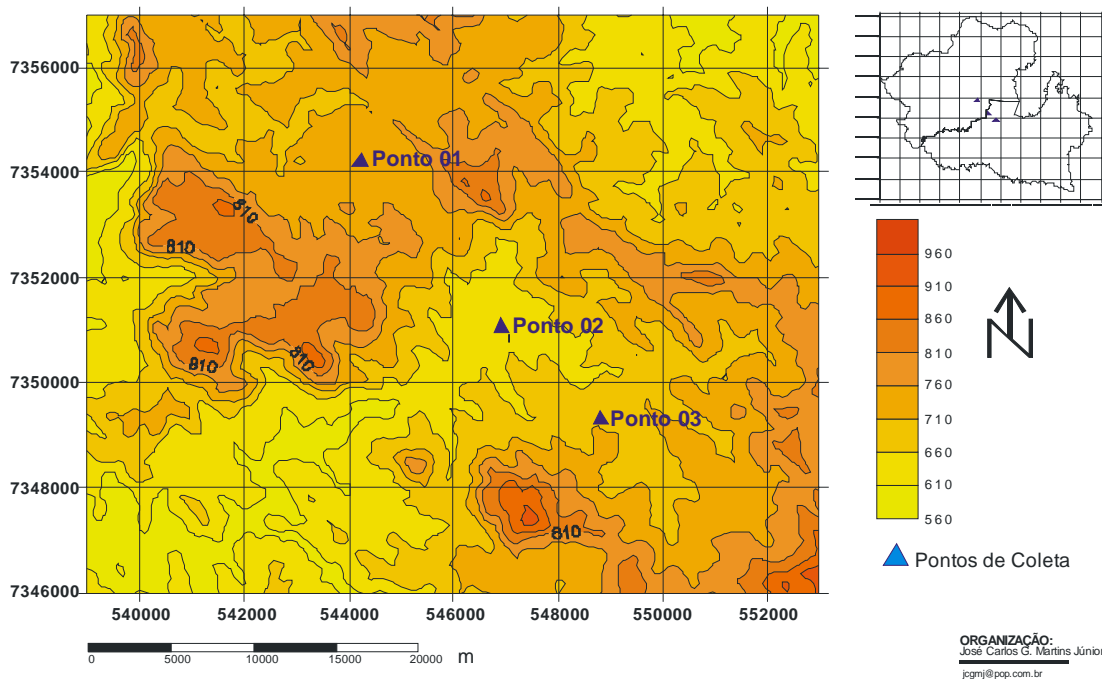 7356000
7354000
7352000
7350000
7348000
7346000
Ponto 01
810
810
Ponto 02
810
810
Ponto 03
810
540000 542000 544000 546000 548000 550000 552000
0 5000 10000 15000 20000 m
960
910
860
810
760
710
660
610
560
N
Pontos de Coleta
ORGANIZAÇÃO:
José Carlos G. Martins Júnior
jcgmj@pop.com.br